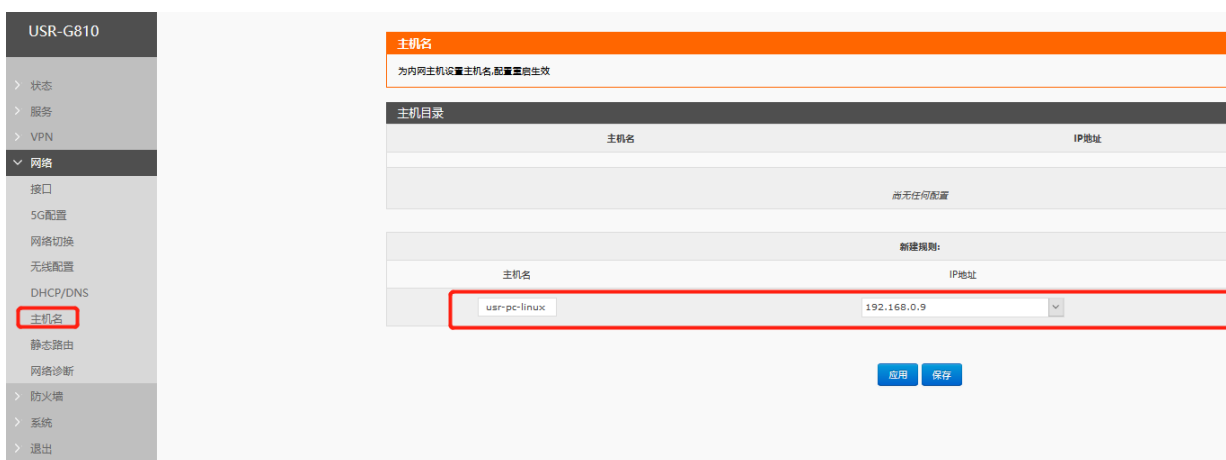 USR-G810
状态
服务
VPN
网络
接口
5G配置
网络切换
无线配置
DHCP/DNS
主机名
静态路由
网络诊断
防火墙
系统
退出
主机名
为内网主机设置主机名,配置重启生效
主机目录
主机名 IP地址
尚无任何配置
新建规则:
主机名 IP地址
usr-pc-linux 192.168.0.9
应用 保存